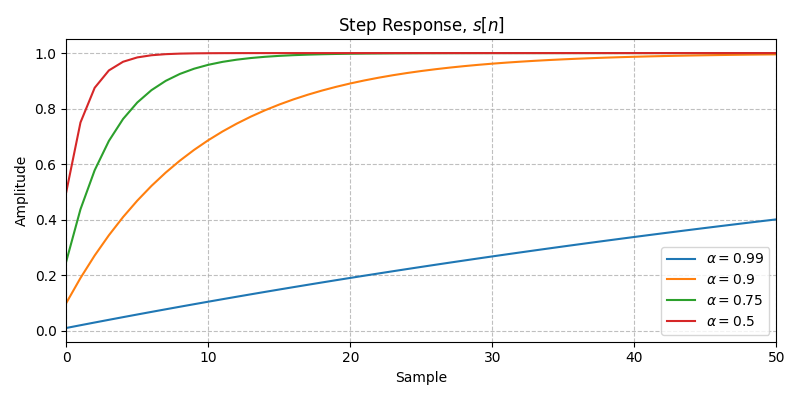 Step Response, s[n]
Amplitude
1.0
0.8
0.6
0.4
0.2
0.0
0
10
20
30
40
50
Sample
α = 0.99
α = 0.9
α = 0.75
α = 0.5